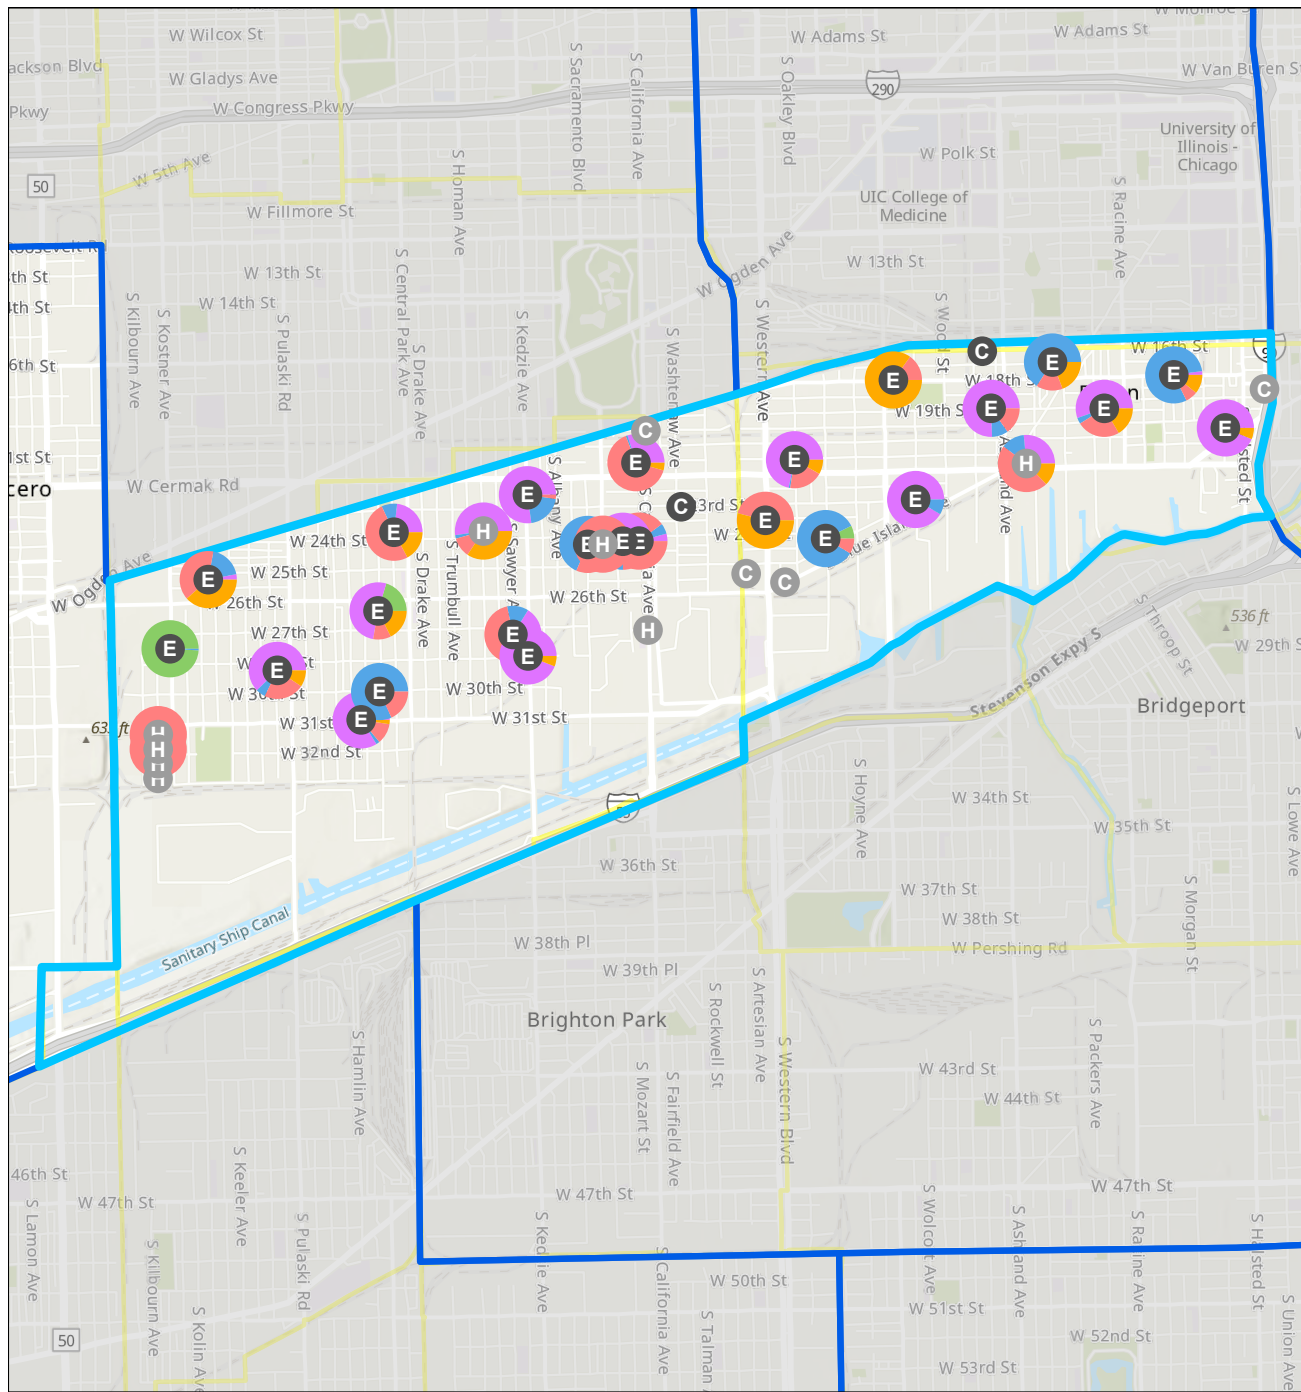 W Wilcox St
W Adams St
W Adams St
ackson Blvd
W Gladys Ave
W Van Buren S
290
Pkwy
W Congress Pkwy
S Sacramento Blvd
S California Ave
S Oakley Blvd
University of
Illinois -
Chicago
W Polk St
W 5th Ave
50
S Homan Ave
S Racine Ave
UIC College of
Medicine
W Fillmore St
W Ogden Ave
W 13th St
W 13th St
4th St
W 14th St
S Central Park Ave
S Kilbourn Ave
S Kostner Ave
S Pulaski Rd
S Drake Ave
S Kedzie Ave
S Washtenaw Ave
S Wood St
6th St
W 16th St
C
E
E
E
W 18th S
W 19th S
E
E
C
E
C
1st St
E
E
H
cero
W Cermak Rd
S Albany Ave
E
C
3rd St
E
E
W 24th St
E
H
E
H
E
E
E
W Ogden Ave
W 25th St
E
C
C
W 26th St
W 26th St
E
S Drake Ave
S Trumbull Ave
W 27th St
E
H
E
E
E
W 30th St
E
E
W 31st
W 31st St
W 32nd St
H
H
H
H
536 ft
W 29th S
S Throop St
Stevenson Expy S
Bridgeport
S Hoyne Ave
W 34th St
W 35th St
S Lowe Ave
W 36th St
W 37th St
W 38th St
S Morgan St
Sanitary Ship Canal
W 38th Pl
W Pershing Rd
W 39th Pl
S Rockwell St
S Artesian Ave
Brighton Park
S Hamlin Ave
S Packers Ave
S Mozart St
S Fairfield Ave
S Western Blvd
W 43rd St
W 44th St
46th St
S Keeler Ave
W 47th St
W 47th St
W 47th St
S Lamon Ave
S Kilbourn Ave
S Pulaski Rd
S Kedzie Ave
S California Ave
W 50th St
S Wolcott Ave
S Ashland Ave
S Racine Ave
S Halsted St
S Union Ave
W 51st St
S Kolin Ave
S Talman
50
W 52nd St
W 53rd St